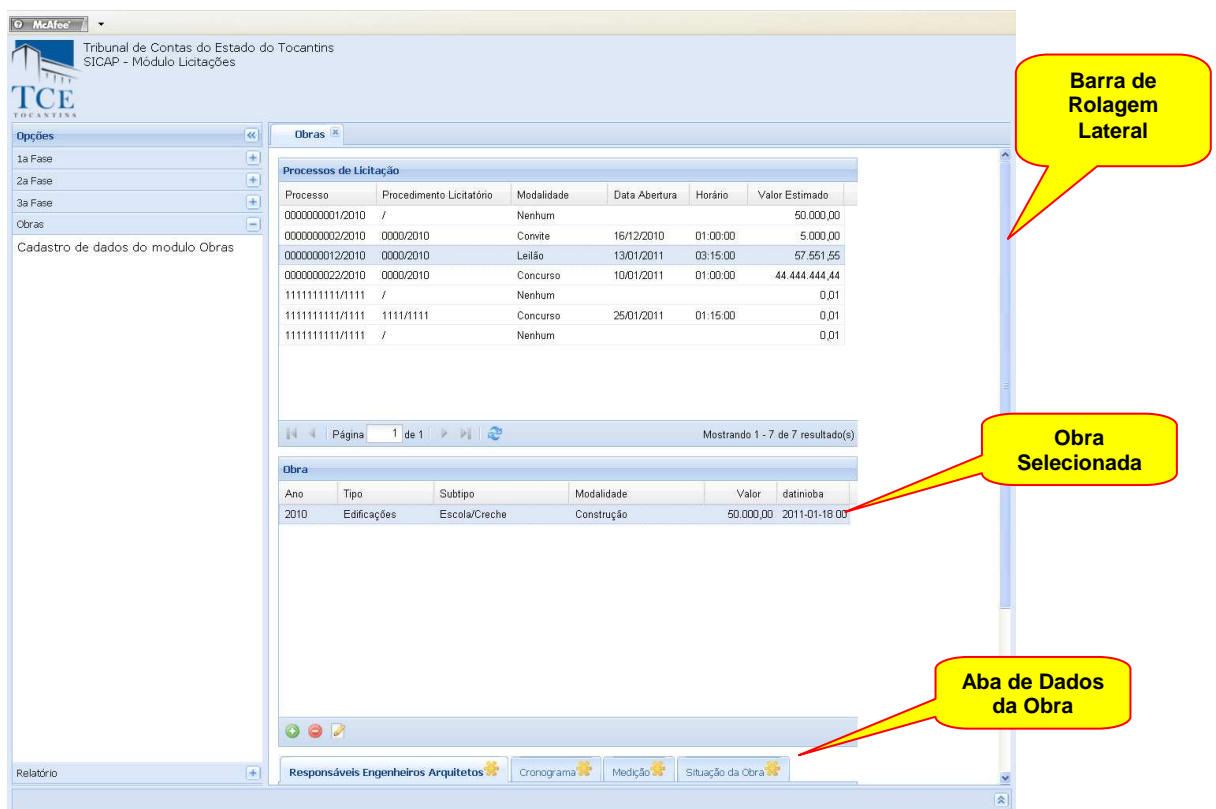 McAfee
Tribunal de Contas do Estado do Tocantins
SICAP - Módulo Licitações
TCE
TOCANTINS
Opções
1a Fase
2a Fase
3a Fase
Obras
Cadastro de dados do modulo Obras
Relatório
Obras
Processos de Licitação
Processo Procedimento Licitatório Modalidade Data Abertura Horário Valor Estimado
0000000001/2010 / Nenhum 50.000,00
0000000002/2010 0000/2010 Convite 16/12/2010 01:00:00 5.000,00
0000000012/2010 0000/2010 Leilão 13/01/2011 03:15:00 57.551,55
0000000022/2010 0000/2010 Concurso 10/01/2011 01:00:00 44.444.444,44
1111111111/1111 / Nenhum 0,01
1111111111/1111 1111/1111 Concurso 25/01/2011 01:15:00 0,01
1111111111/1111 / Nenhum 0,01
Página 1 de 1 Mostrando 1 - 7 de 7 resultado(s)
Obra
Ano Tipo Subtipo Modalidade Valor datinioba
2010 Edificações Escola/Creche Construção 50.000,00 2011-01-18 00
Responsáveis Engenheiros Arquitetos Cronograma Medição Situação da Obra
Barra de
Rolagem
Lateral
Obra
Selecionada
Aba de Dados
da Obra